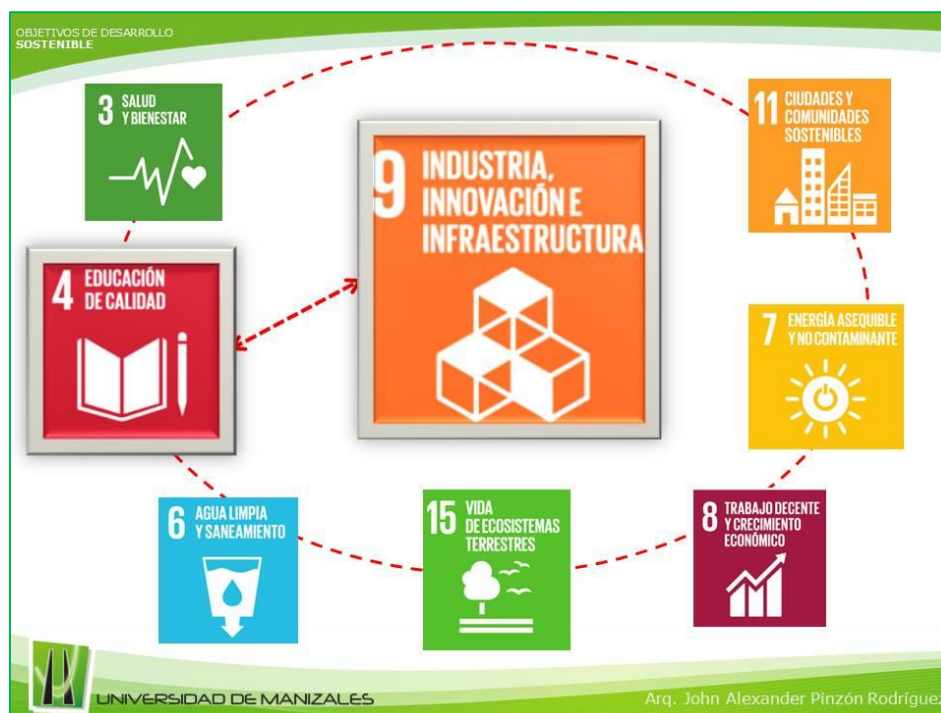 OBJETIVOS DE DESARROLLO
SOSTENIBLE
3 SALUD
Y BIENESTAR
9 INDUSTRIA,
INNOVACIÓN E
INFRAESTRUCTURA
11 CIUDADES Y
COMUNIDADES
SOSTENIBLES
4 EDUCACIÓN
DE CALIDAD
7 ENERGÍA ASEQUIBLE
Y NO CONTAMINANTE
6 AGUA LIMPIA
Y SANEAMIENTO
15 VIDA
DE ECOSISTEMAS
TERRESTRES
8 TRABAJO DECENTE
Y CRECIMIENTO
ECONÓMICO
UNIVERSIDAD DE MANIZALES
Arq. John Alexander Pinzón Rodríguez